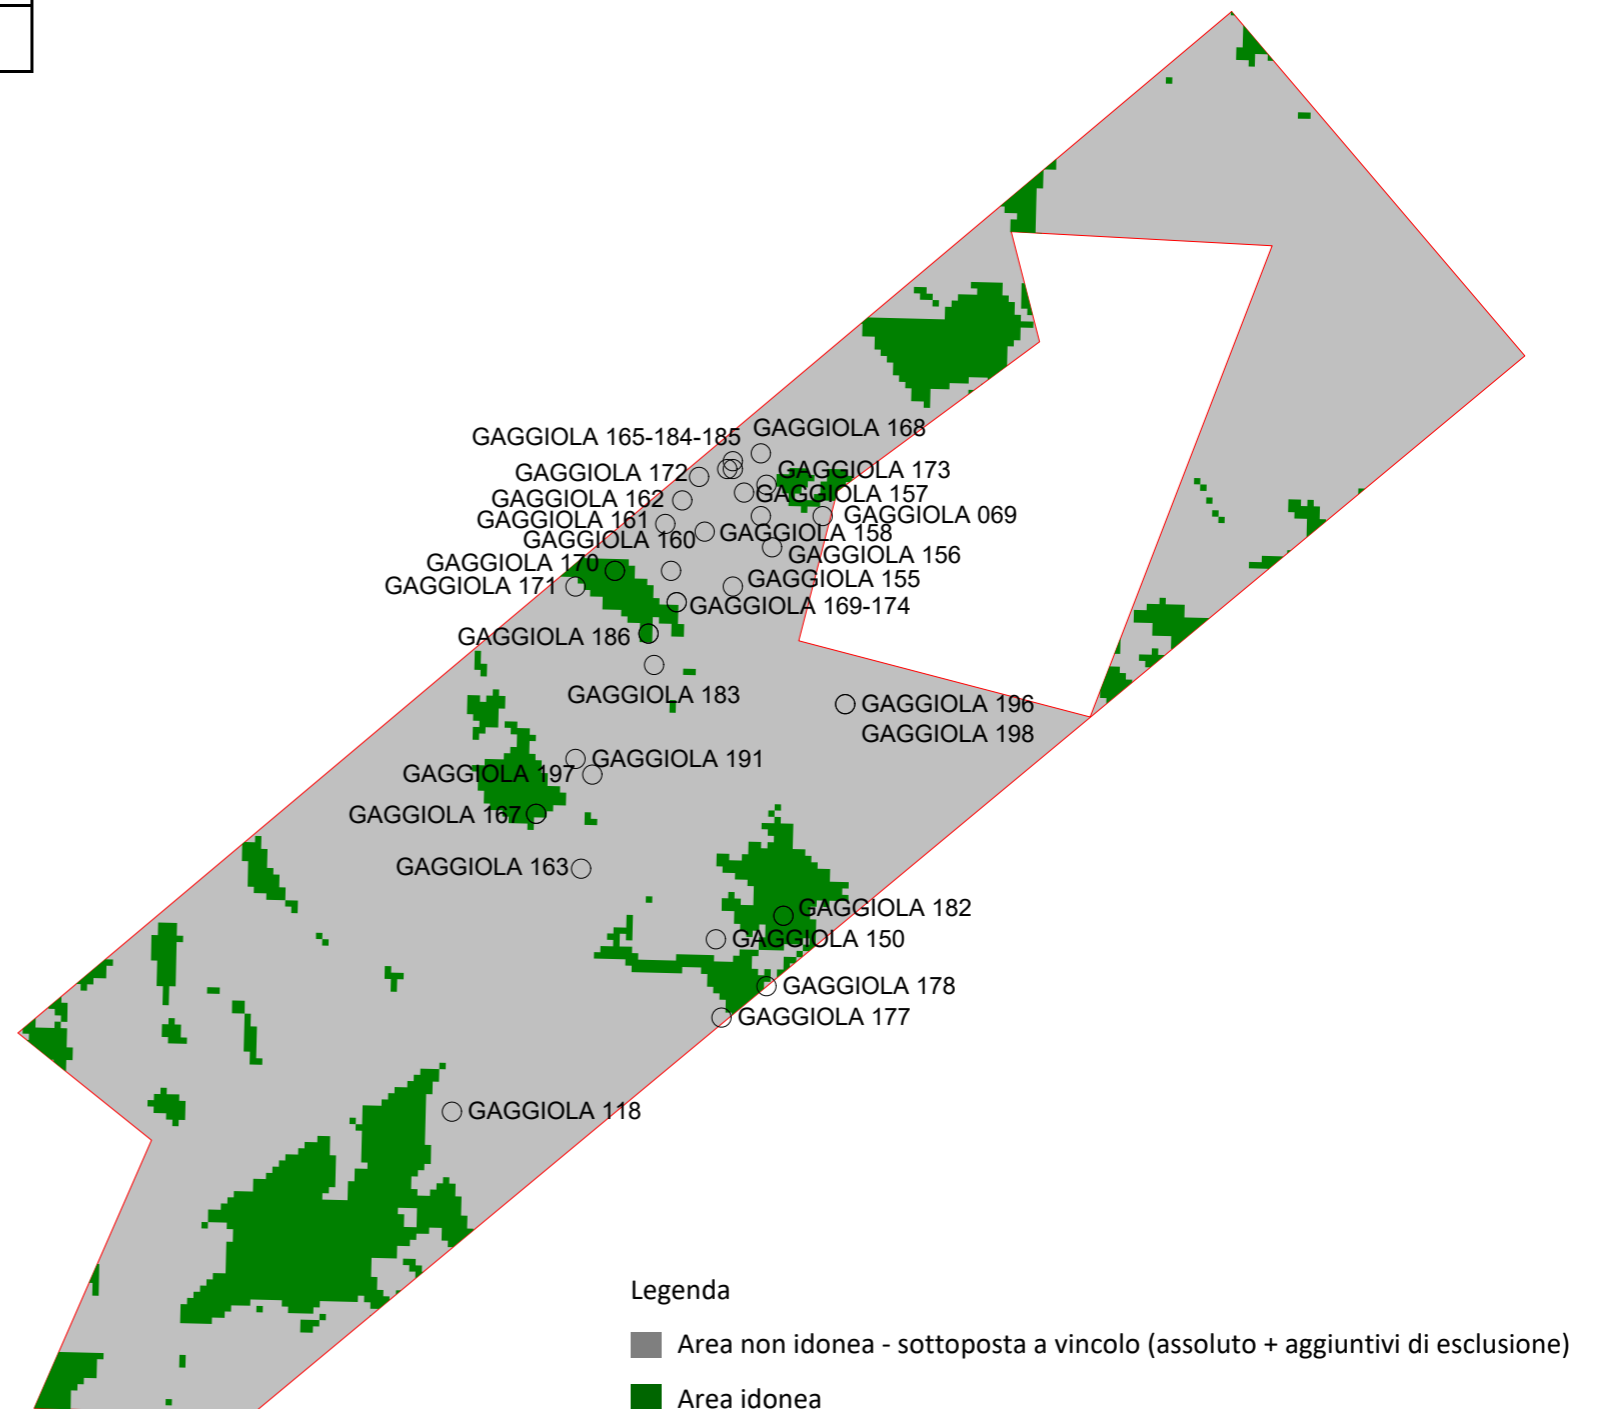 GAGGIOLA 168
GAGGIOLA 165-184-185
GAGGIOLA 173
GAGGIOLA 172
GAGGIOLA 157
GAGGIOLA 162
GAGGIOLA 069
GAGGIOLA 161
GAGGIOLA 158
GAGGIOLA 160
GAGGIOLA 156
GAGGIOLA 170
GAGGIOLA 155
GAGGIOLA 171
GAGGIOLA 169-174
GAGGIOLA 186
GAGGIOLA 183
GAGGIOLA 196
GAGGIOLA 198
GAGGIOLA 191
GAGGIOLA 197
GAGGIOLA 167
GAGGIOLA 163
GAGGIOLA 182
GAGGIOLA 150
GAGGIOLA 178
GAGGIOLA 177
GAGGIOLA 118
Legenda
Area non idonea - sottoposta a vincolo (assoluto + aggiuntivi di esclusione)
Area idonea